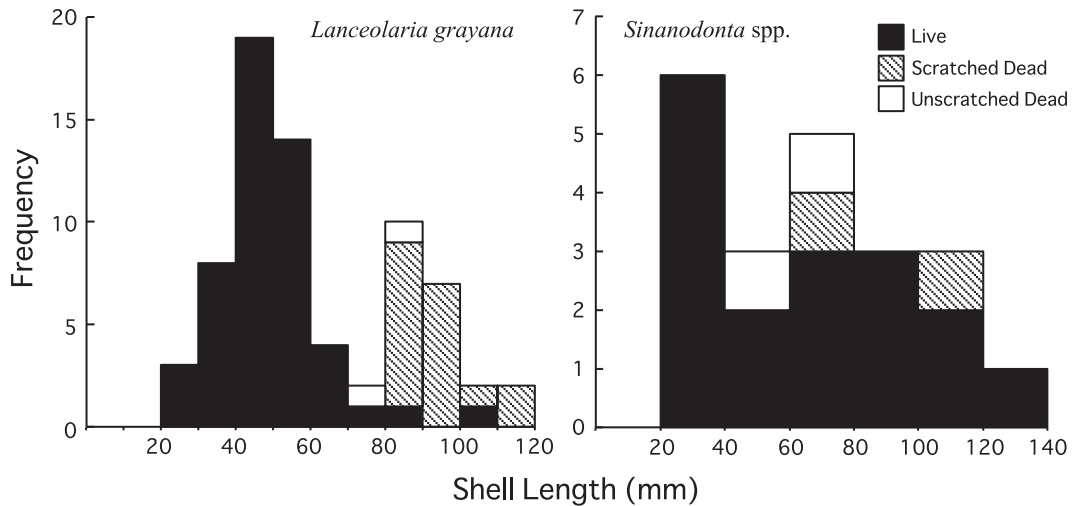 Lanceolaria grayana
Sinanodonta spp.
Live
Scratched Dead
Unscratched Dead
Frequency
20
15
10
5
0
20 40 60 80 100 120
7
6
5
4
3
2
1
0
20 40 60 80 100 120 140
Shell Length (mm)